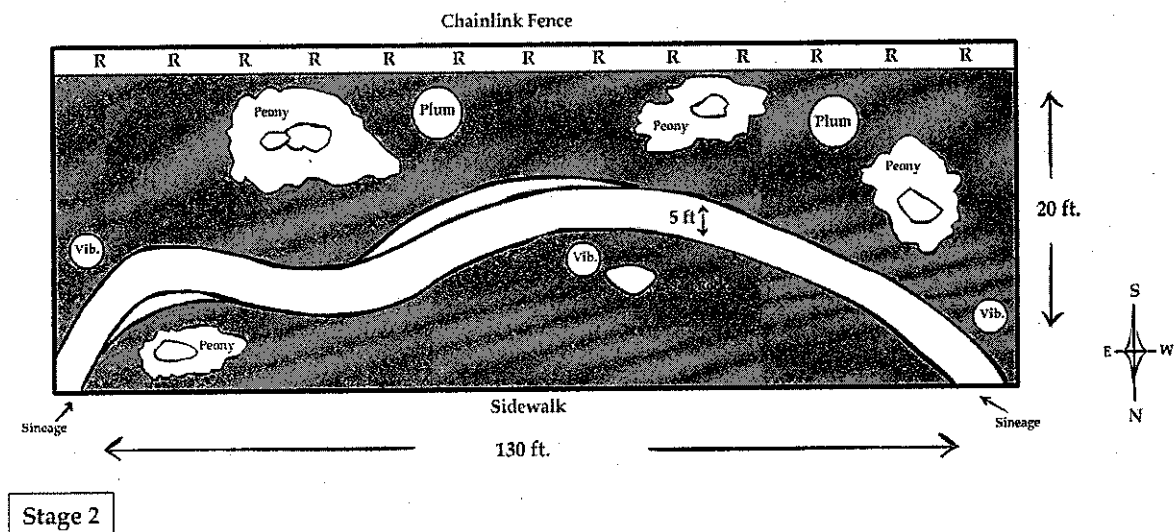 Chainlink Fence
R R R R R R R R R R R R R
Peony
Plum
Peony
Plum
Peony
5 ft
20 ft.
Vib.
Vib.
Vib.
Peony
S
E W
N
Sidewalk
Sineage
Sineage
130 ft.
Stage 2